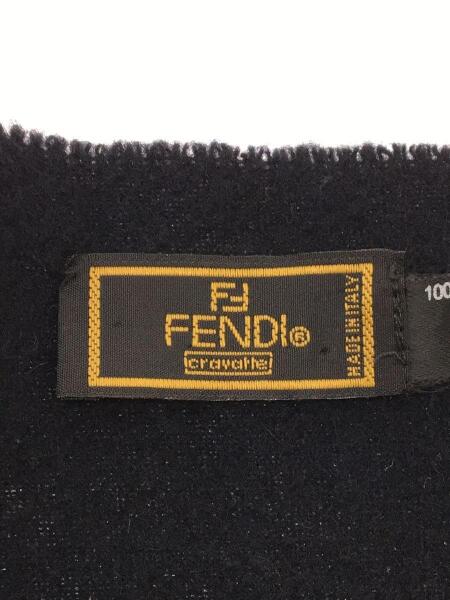 FF
FENDI®
cravatte
MADE IN ITALY
100